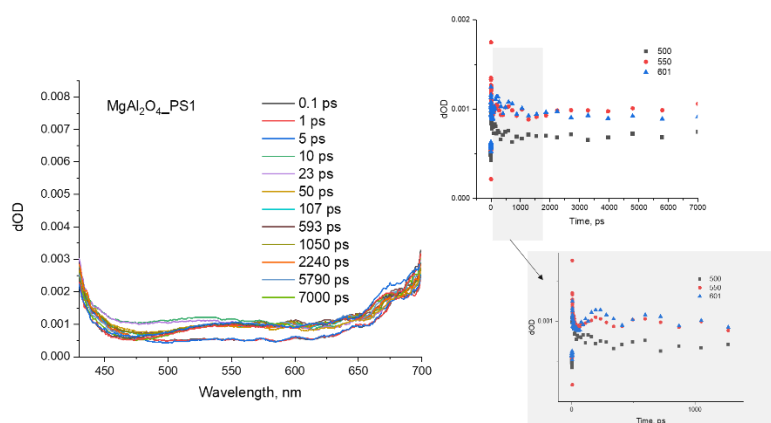 0.008
0.007
0.006
0.005
0.004
0.003
0.002
0.001
0.000
dOD
MgAl₂O₄_PS1
0.1 ps
1 ps
5 ps
10 ps
23 ps
50 ps
107 ps
593 ps
1050 ps
2240 ps
5790 ps
7000 ps
450 500 550 600 650 700
Wavelength, nm
0.002
0.001
0.000
dOD
500
550
601
0 1000 2000 3000 4000 5000 6000 7000
Time, ps
500
550
601
0.001
dOD
0 1000
Time, ps